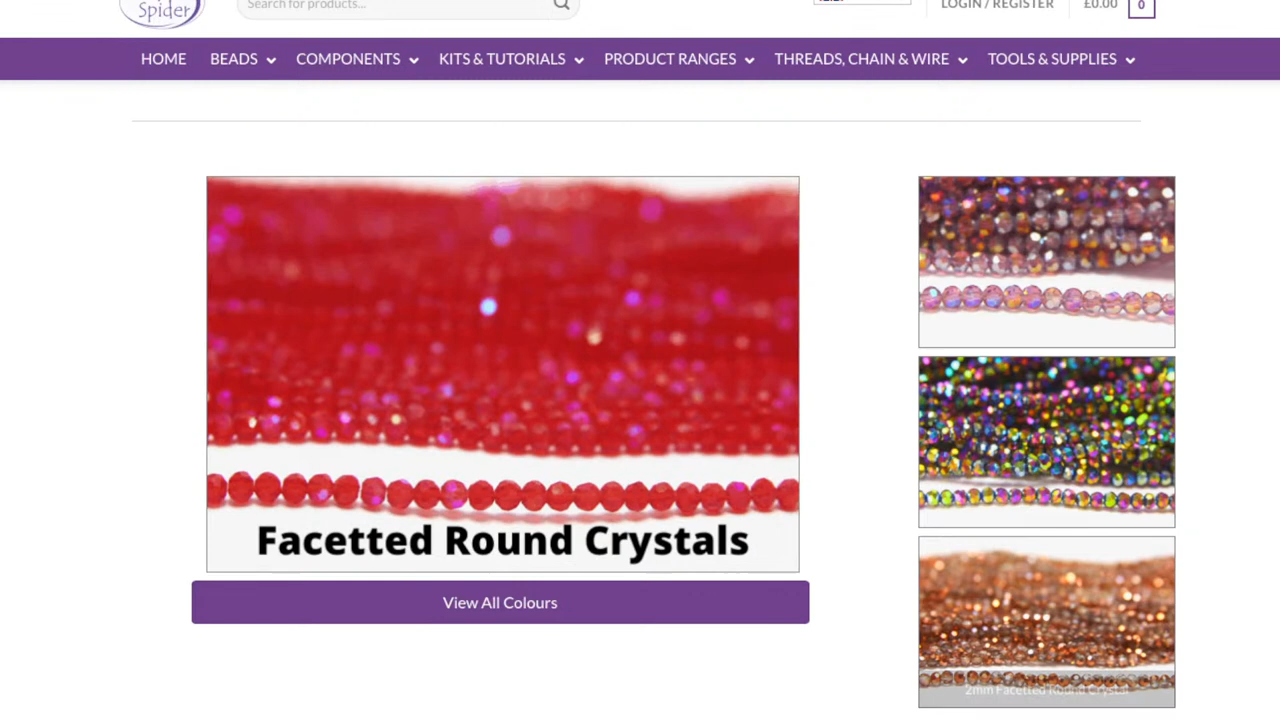 Spider
Search for products...
LOGIN / REGISTER
£0.00
0
HOME
BEADS
COMPONENTS
KITS & TUTORIALS
PRODUCT RANGES
THREADS, CHAIN & WIRE
TOOLS & SUPPLIES
Facetted Round Crystals
View All Colours
2mm Facetted Round Crystal